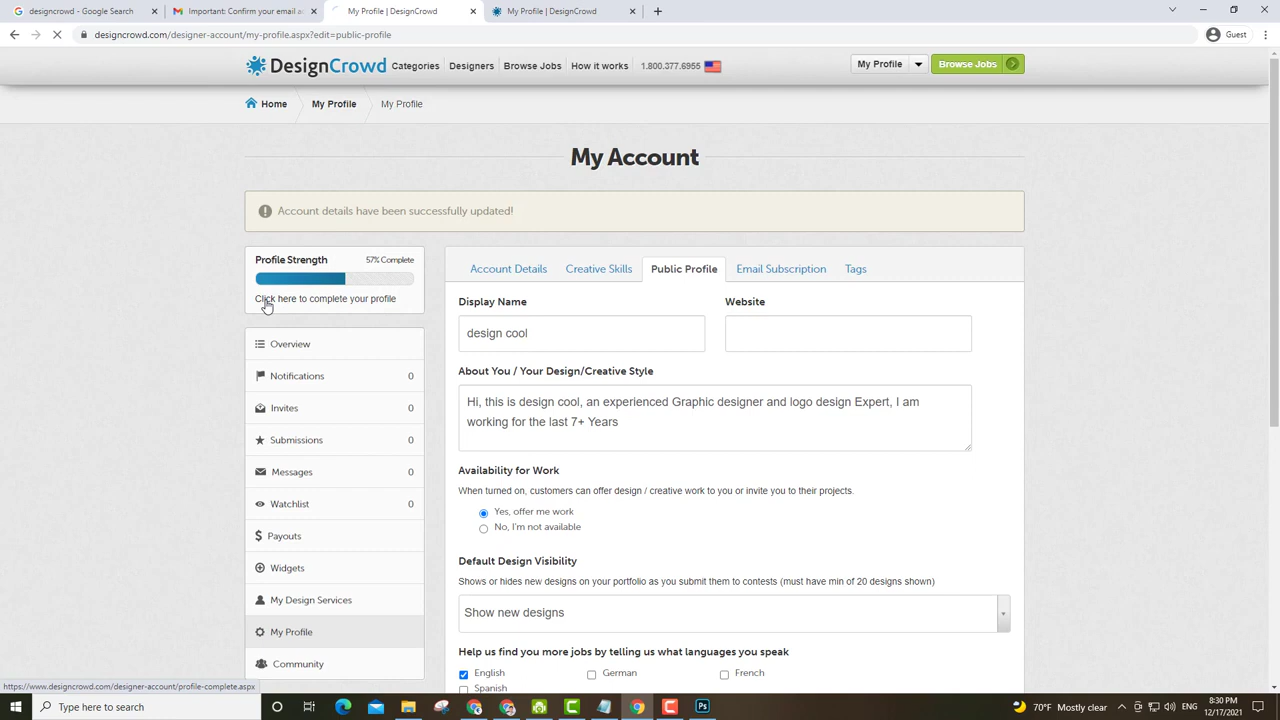 designcrowd - Google Search
Important: Confirm your email a
My Profile | DesignCrowd
My Profile | DesignCrowd
designcrowd.com/designer-account/my-profile.aspx?edit=public-profile
Guest
DesignCrowd
Categories
Designers
Browse Jobs
How it works
1.800.377.6955
My Profile
Browse Jobs
Home
My Profile
My Profile
My Account
Account details have been successfully updated!
Profile Strength
57% Complete
Click here to complete your profile
Overview
Notifications 0
Invites 0
Submissions 0
Messages 0
Watchlist 0
Payouts
Widgets
My Design Services
My Profile
Community
Account Details
Creative Skills
Public Profile
Email Subscription
Tags
Display Name
Website
design cool
About You / Your Design/Creative Style
Hi, this is design cool, an experienced Graphic designer and logo design Expert, I am
working for the last 7+ Years
Availability for Work
When turned on, customers can offer design / creative work to you or invite you to their projects.
Yes, offer me work
No, I'm not available
Default Design Visibility
Shows or hides new designs on your portfolio as you submit them to contests (must have min of 20 designs shown)
Show new designs
Help us find you more jobs by telling us what languages you speak
English
German
French
Spanish
https://www.designcrowd.com/designer-account/profile-complete.aspx
Type here to search
70°F Mostly clear
ENG
8:30 PM
12/17/2021